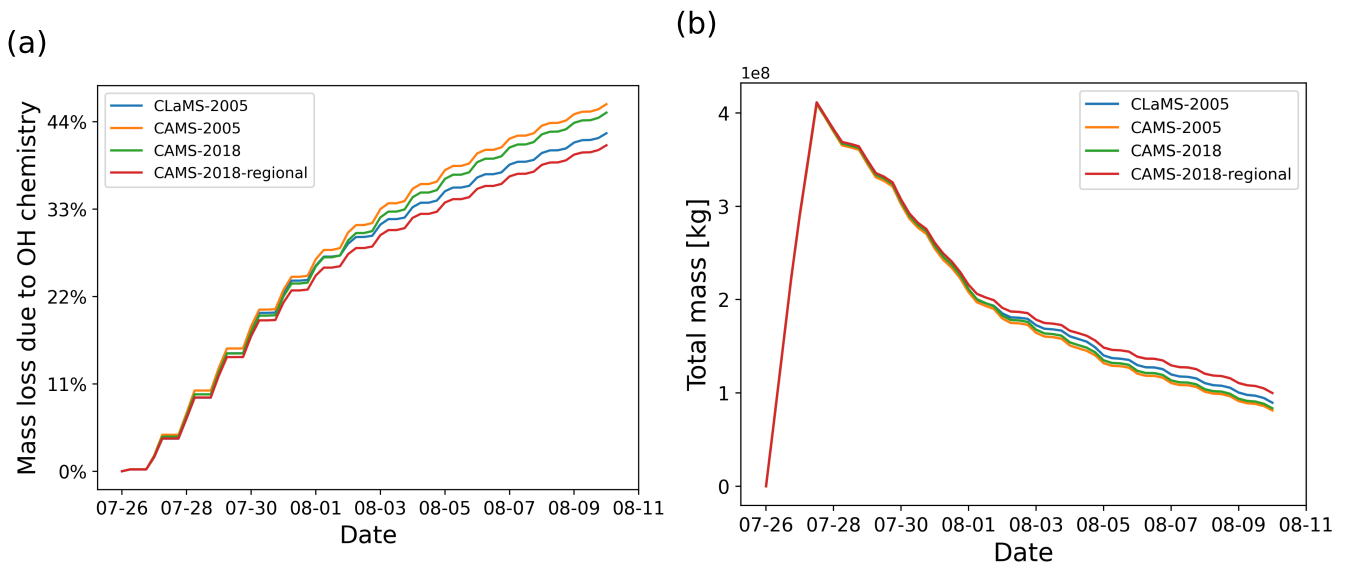 (a)
Mass loss due to OH chemistry
44%
33%
22%
11%
0%
CLaMS-2005
CAMS-2005
CAMS-2018
CAMS-2018-regional
07-26 07-28 07-30 08-01 08-03 08-05 08-07 08-09 08-11
Date
(b)
1e8
Total mass [kg]
4
3
2
1
0
CLaMS-2005
CAMS-2005
CAMS-2018
CAMS-2018-regional
07-26 07-28 07-30 08-01 08-03 08-05 08-07 08-09 08-11
Date